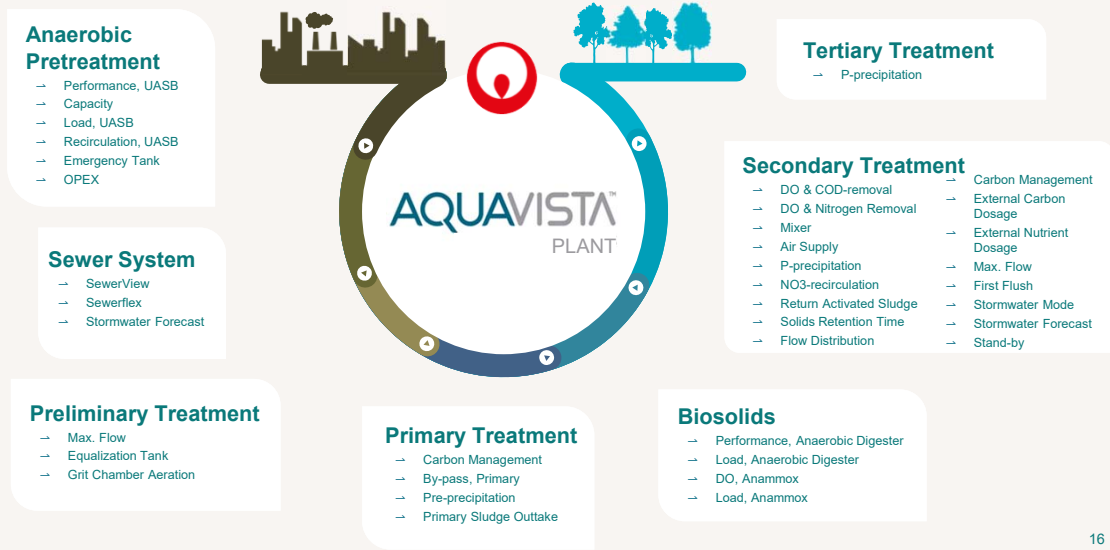 Anaerobic
Pretreatment
→ Performance, UASB
→ Capacity
→ Load, UASB
→ Recirculation, UASB
→ Emergency Tank
→ OPEX
Sewer System
→ SewerView
→ Sewerflex
→ Stormwater Forecast
Preliminary Treatment
→ Max. Flow
→ Equalization Tank
→ Grit Chamber Aeration
AQUAVISTA™
PLANT
Primary Treatment
→ Carbon Management
→ By-pass, Primary
→ Pre-precipitation
→ Primary Sludge Outtake
Tertiary Treatment
→ P-precipitation
Secondary Treatment
→ DO & COD-removal
→ DO & Nitrogen Removal
→ Mixer
→ Air Supply
→ P-precipitation
→ NO3-recirculation
→ Return Activated Sludge
→ Solids Retention Time
→ Flow Distribution
→ Carbon Management
→ External Carbon
Dosage
→ External Nutrient
Dosage
→ Max. Flow
→ First Flush
→ Stormwater Mode
→ Stormwater Forecast
→ Stand-by
Biosolids
→ Performance, Anaerobic Digester
→ Load, Anaerobic Digester
→ DO, Anammox
→ Load, Anammox
16